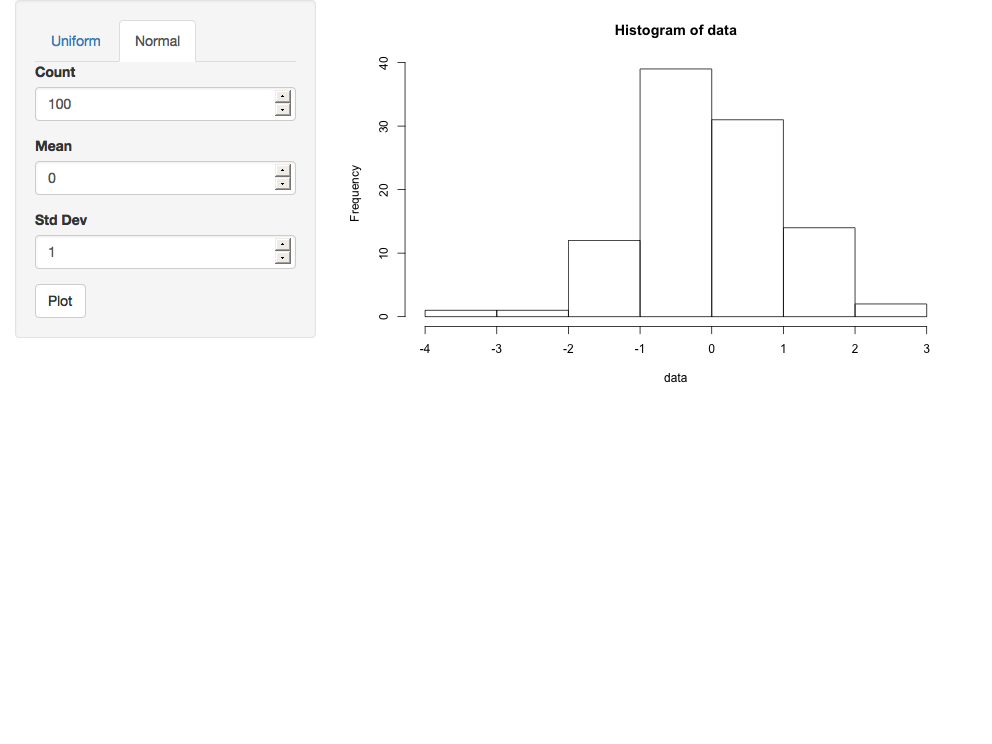 Uniform Normal
Count
100
Mean
0
Std Dev
1
Plot
Histogram of data
Frequency
40
30
20
10
0
-4 -3 -2 -1 0 1 2 3
data